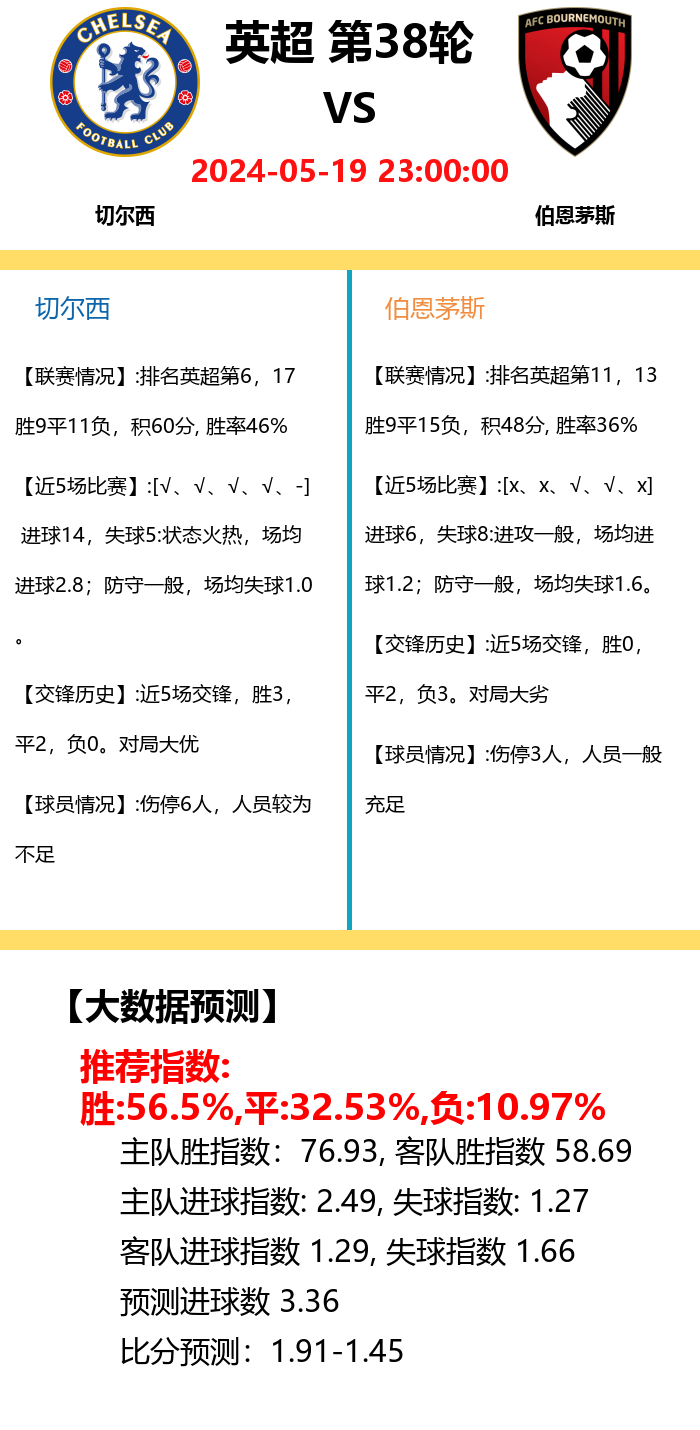 CHELSEA
FOOTBALL CLUB
英超 第38轮
AFC BOURNEMOUTH
VS
2024-05-19 23:00:00
切尔西
伯恩茅斯
切尔西
【联赛情况】:排名英超第6，17
胜9平11负，积60分, 胜率46%
【近5场比赛】:[√、√、√、√、-]
进球14，失球5:状态火热，场均
进球2.8；防守一般，场均失球1.0
。
【交锋历史】:近5场交锋，胜3，
平2，负0。对局大优
【球员情况】:伤停6人，人员较为
不足
伯恩茅斯
【联赛情况】:排名英超第11，13
胜9平15负，积48分, 胜率36%
【近5场比赛】:[x、x、√、√、x]
进球6，失球8:进攻一般，场均进
球1.2；防守一般，场均失球1.6。
【交锋历史】:近5场交锋，胜0，
平2，负3。对局大劣
【球员情况】:伤停3人，人员一般
充足
【大数据预测】
推荐指数:
胜:56.5%,平:32.53%,负:10.97%
主队胜指数：76.93, 客队胜指数 58.69
主队进球指数: 2.49, 失球指数: 1.27
客队进球指数 1.29, 失球指数 1.66
预测进球数 3.36
比分预测：1.91-1.45